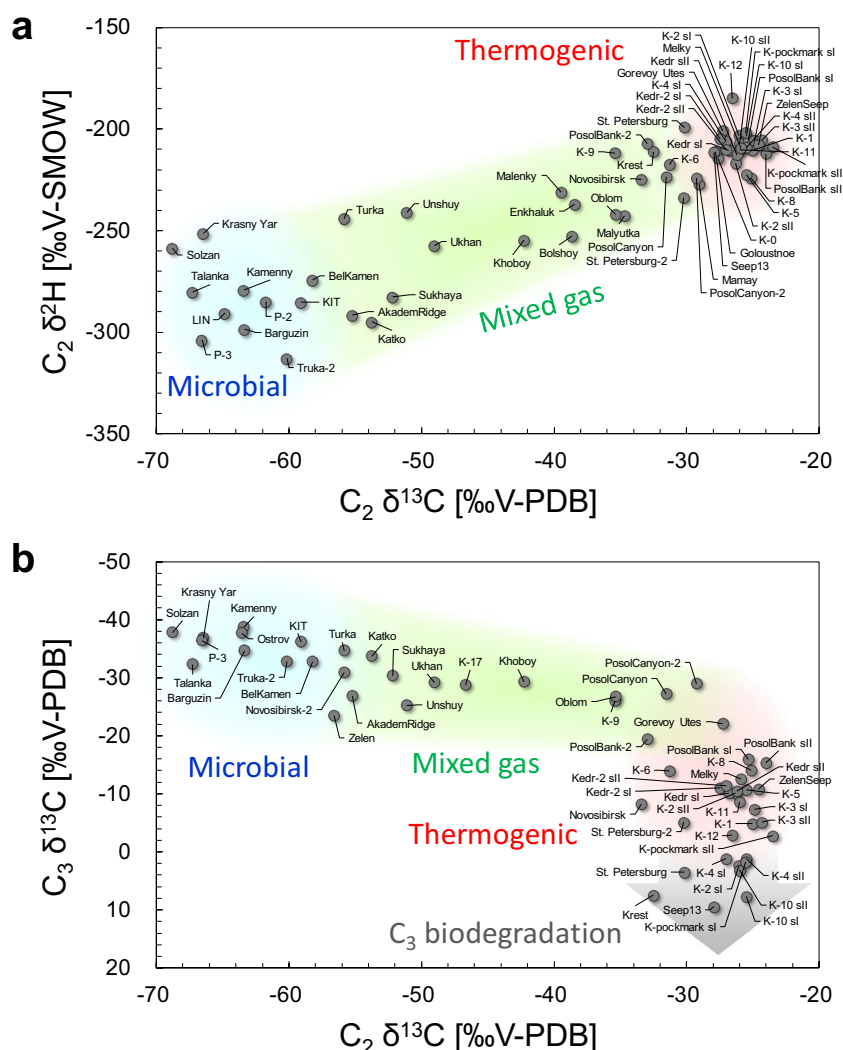 a
C₂ δ²H [‰V-SMOW]
-150
-200
-250
-300
-350
Thermogenic
Mixed gas
Microbial
K-2 sI
Melky
Kedr sII
Gorevoy Utes
K-4 sI
Kedr-2 sI
Kedr-2 sII
K-12
K-10 sII
K-pockmark sI
K-10 sI
PosolBank sI
K-3 sI
ZelenSeep
K-4 sII
K-3 sII
K-1
K-11
K-pockmark sII
PosolBank sII
K-8
K-5
K-2 sII
K-0
Goloustnoe
Seep13
Mamay
PosolCanyon-2
St. Petersburg
PosolBank-2
K-9
Krest
Kedr sI
K-6
Novosibirsk
Malenky
Enkhaluk
Oblom
Malyutka
PosolCanyon
St. Petersburg-2
Bolshoy
Khoboy
Turka
Unshuy
Ukhan
Krasny Yar
Solzan
Talanka
Kamenny
BelKamen
P-2
KIT
Sukhaya
LIN
Barguzin
AkademRidge
Katko
P-3
Truka-2
-70
-60
-50
-40
-30
-20
C₂ δ¹³C [‰V-PDB]
b
C₃ δ¹³C [‰V-PDB]
-50
-40
-30
-20
-10
0
10
20
Krasny Yar
Solzan
Kamenny
KIT
Turka
Katko
P-3
Ostrov
Sukhaya
Ukhan
K-17
Khoboy
Talanka
Barguzin
Truka-2
BelKamen
Novosibirsk-2
AkademRidge
Zelen
Unshuy
PosolCanyon-2
PosolCanyon
Oblom
K-9
Gorevoy Utes
PosolBank-2
PosolBank sI
PosolBank sII
K-6
K-8
Kedr sII
Melky
Kedr-2 sII
ZelenSeep
Kedr-2 sI
Kedr sI
K-5
K-2 sII
K-11
K-3 sI
Novosibirsk
K-1
K-3 sII
St. Petersburg-2
K-12
K-pockmark sII
K-4 sI
K-4 sII
St. Petersburg
K-2 sI
K-10 sII
Krest
Seep13
K-10 sI
K-pockmark sI
Microbial
Mixed gas
Thermogenic
C₃ biodegradation
-70
-60
-50
-40
-30
-20
C₂ δ¹³C [‰V-PDB]